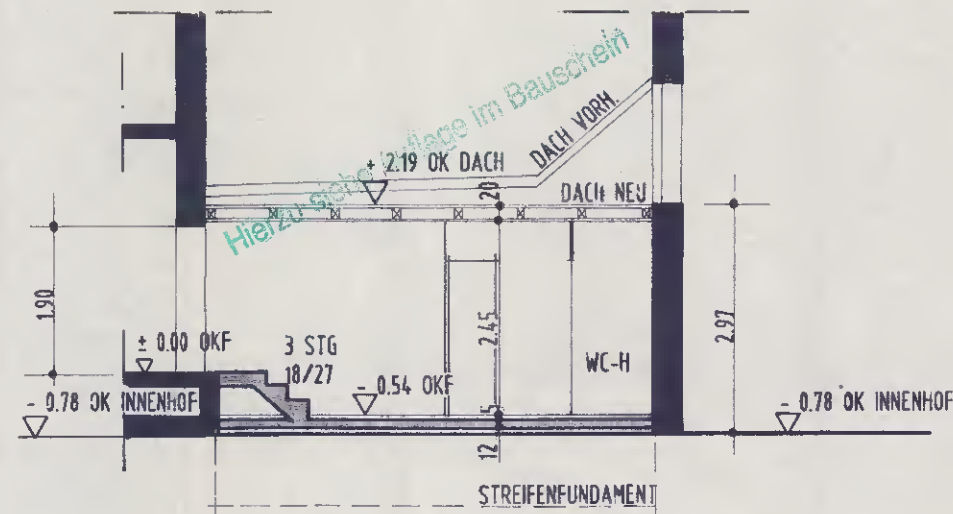 Hierzu siehe Auflage im Bauschein
+ 2.19 OK DACH
DACH VORH.
DACH NEU
20
1.90
± 0.00 OKF
3 STG
18/27
- 0.54 OKF
2.45
WC-H
2.97
- 0.78 OK INNENHOF
- 0.78 OK INNENHOF
5
12
STREIFENFUNDAMENT